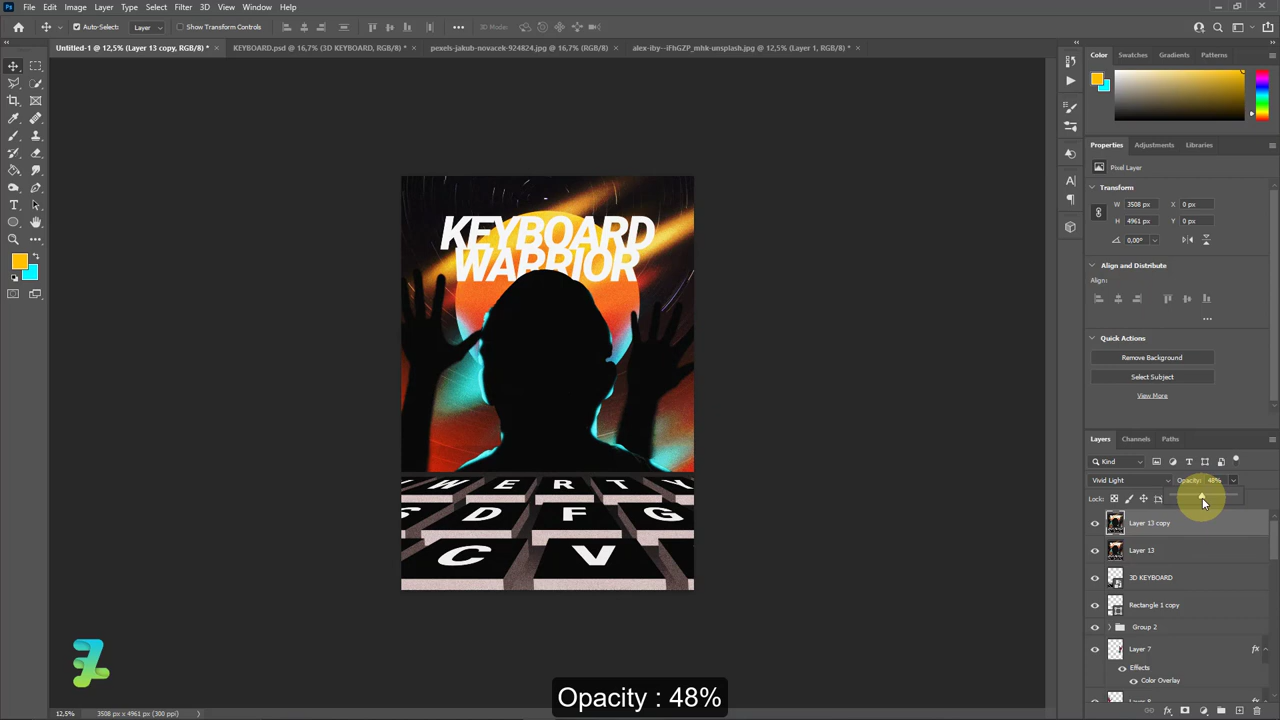 Ps File Edit Image Layer Type Select Filter 3D View Window Help
Auto-Select: Layer Show Transform Controls 3D Mode:
Untitled-1 @ 12,5% (Layer 13 copy, RGB/8) * × KEYBOARD.psd @ 16,7% (3D KEYBOARD, RGB/8) * × pexels-jakub-novacek-924824.jpg @ 16,7% (RGB/8) × alex-iby--iFhGZP_mhk-unsplash.jpg @ 12,5% (Layer 1, RGB/8) * ×
Color Swatches Gradients Patterns
Properties Adjustments Libraries
Pixel Layer
Transform
W 3508 px X 0 px
H 4961 px Y 0 px
0,00°
Align and Distribute
Align:
Quick Actions
Remove Background
Select Subject
View More
KEYBOARD
WARRIOR
W E R T Y
S D F G
C V
Layers Channels Paths
Kind
Vivid Light Opacity: 48%
Lock:
Layer 13 copy
Layer 13
3D KEYBOARD
Rectangle 1 copy
Group 2
Layer 7 fx
Effects
Color Overlay
Opacity : 48%
12,5% 3508 px x 4961 px (300 ppi)